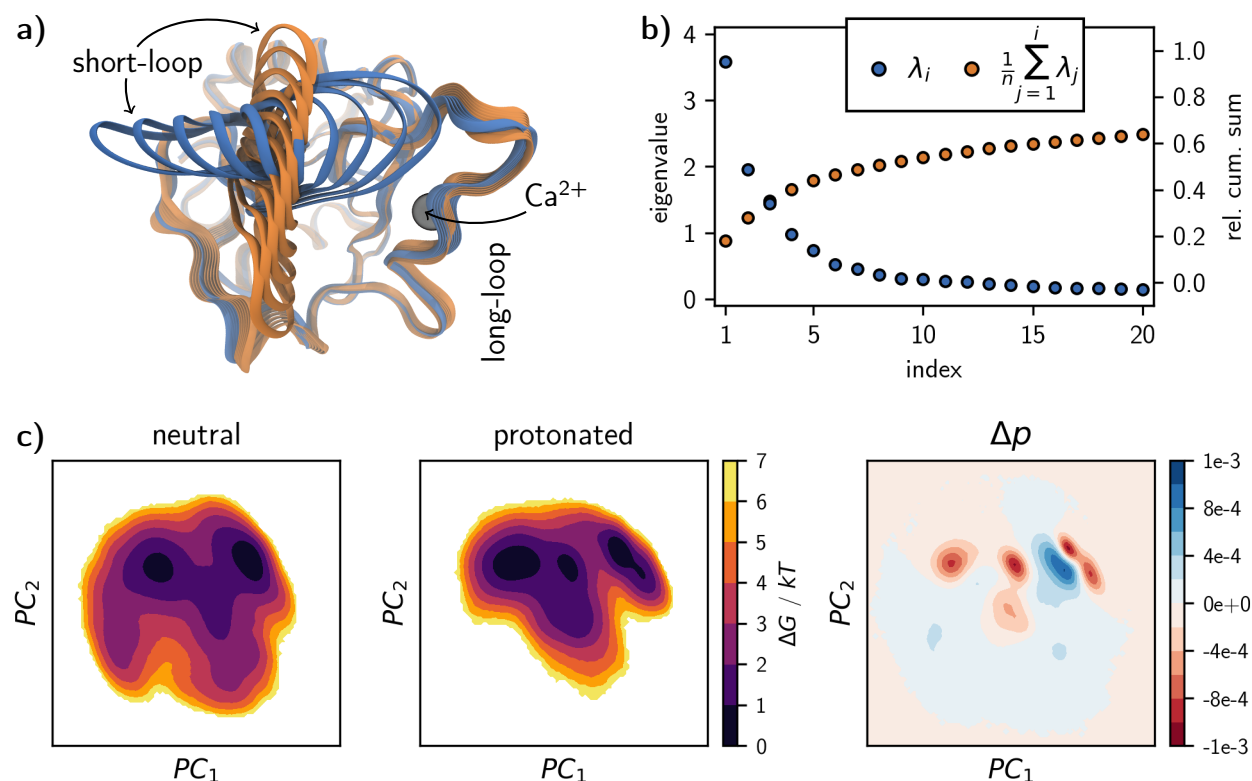 a)
short-loop
Ca²⁺
long-loop
b)
λᵢ
1/n ∑ᵢⱼ₌₁ λⱼ
eigenvalue
4
3
2
1
0
1.0
0.8
0.6
0.4
0.2
0.0
rel. cum. sum
1 5 10 15 20
index
c)
neutral
protonated
Δp
PC₂
PC₁
PC₂
PC₁
7
6
5
4
3
2
1
0
ΔG / kT
PC₂
PC₁
1e-3
8e-4
4e-4
0e+0
-4e-4
-8e-4
-1e-3